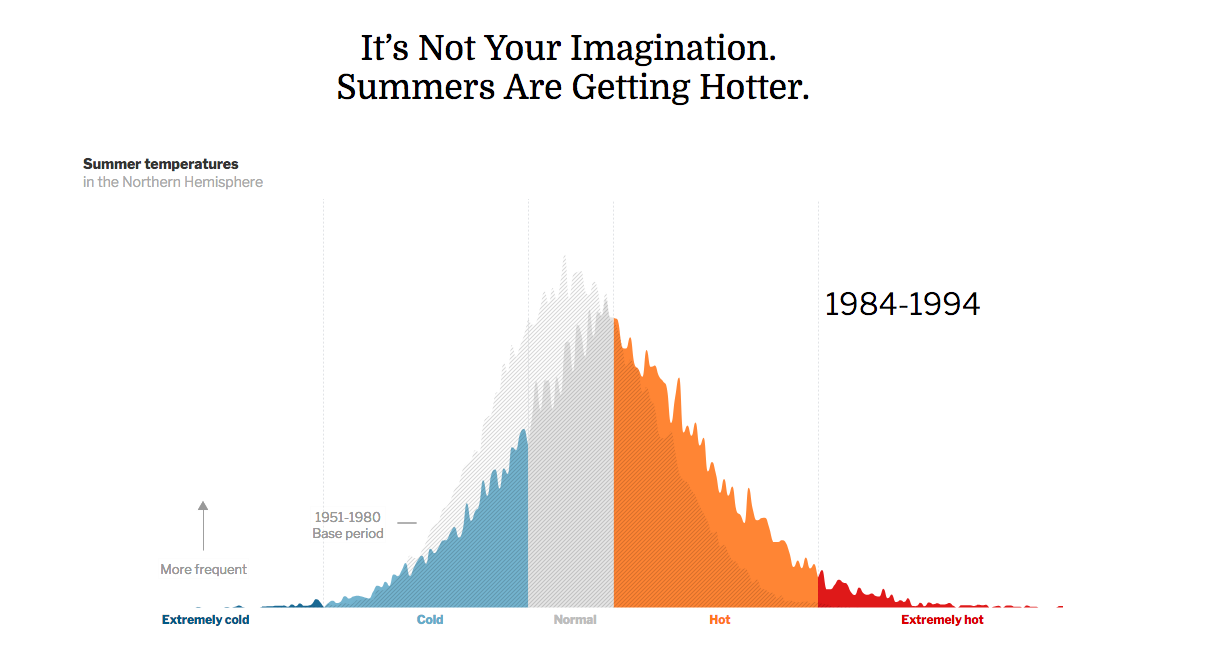 It’s Not Your Imagination.
Summers Are Getting Hotter.
Summer temperatures
in the Northern Hemisphere
1984-1994
1951-1980
Base period
More frequent
Extremely cold
Cold
Normal
Hot
Extremely hot